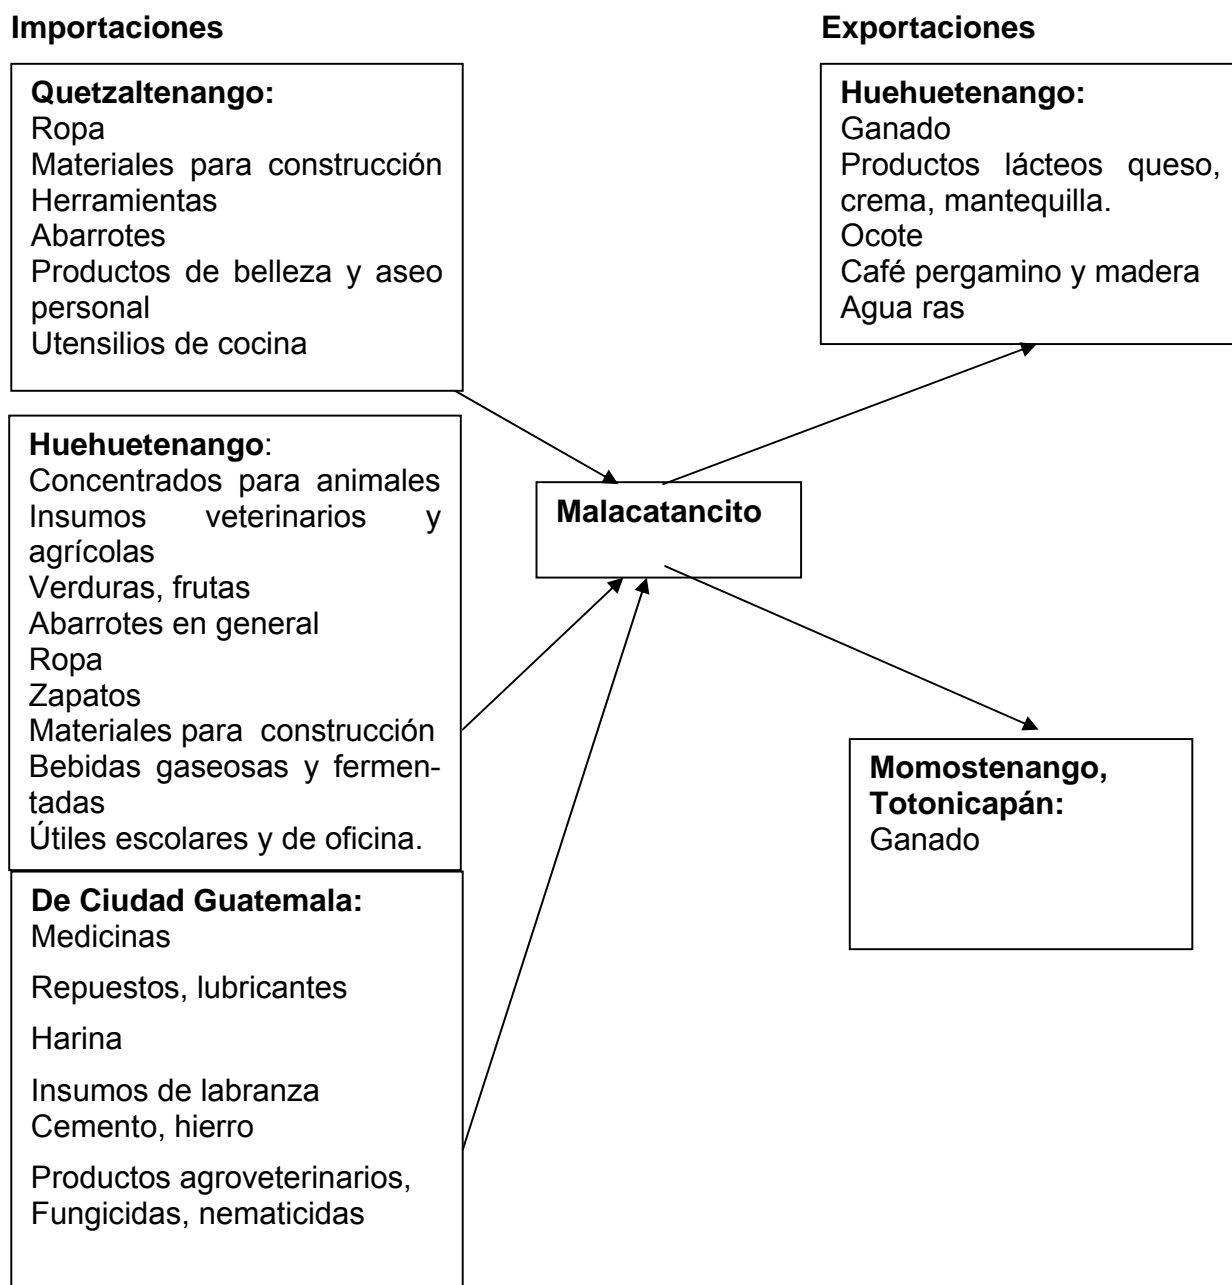 Importaciones
Exportaciones
Quetzaltenango:
Ropa
Materiales para construcción
Herramientas
Abarrotes
Productos de belleza y aseo
personal
Utensilios de cocina
Huehuetenango:
Ganado
Productos lácteos queso,
crema, mantequilla.
Ocote
Café pergamino y madera
Agua ras
Huehuetenango:
Concentrados para animales
Insumos veterinarios y
agrícolas
Verduras, frutas
Abarrotes en general
Ropa
Zapatos
Materiales para construcción
Bebidas gaseosas y fermen-
tadas
Útiles escolares y de oficina.
Malacatancito
Momostenango,
Totonicapán:
Ganado
De Ciudad Guatemala:
Medicinas
Repuestos, lubricantes
Harina
Insumos de labranza
Cemento, hierro
Productos agroveterinarios,
Fungicidas, nematicidas